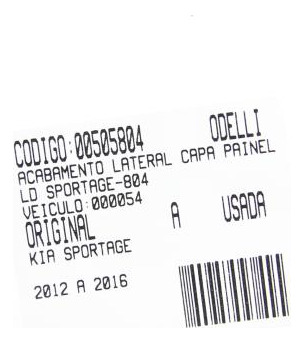 CODIGO:00505804 ODELLI
ACABAMENTO LATERAL CAPA PAINEL
LD SPORTAGE-804
VEICULO:000054
ORIGINAL A USADA
KIA SPORTAGE
2012 A 2016